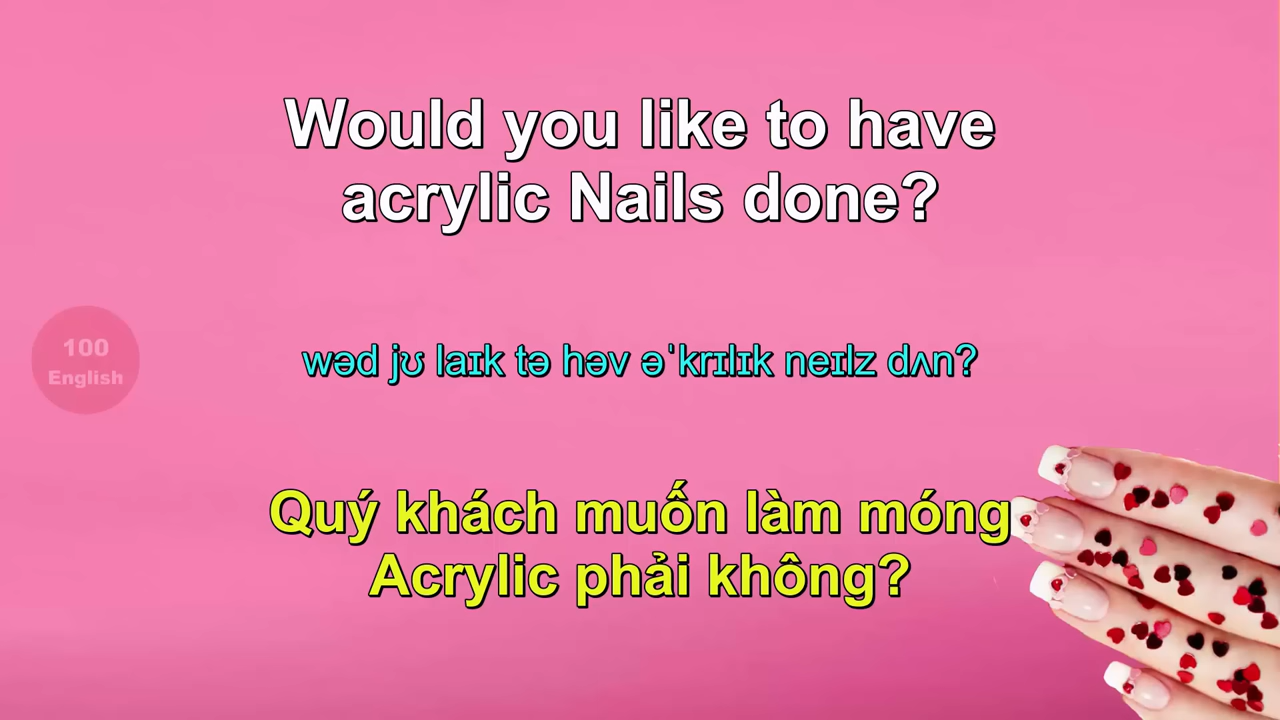 Would you like to have
acrylic Nails done?
100
English
wəd jʊ laɪk tə həv əˈkrɪlɪk neɪlz dʌn?
Quý khách muốn làm móng
Acrylic phải không?